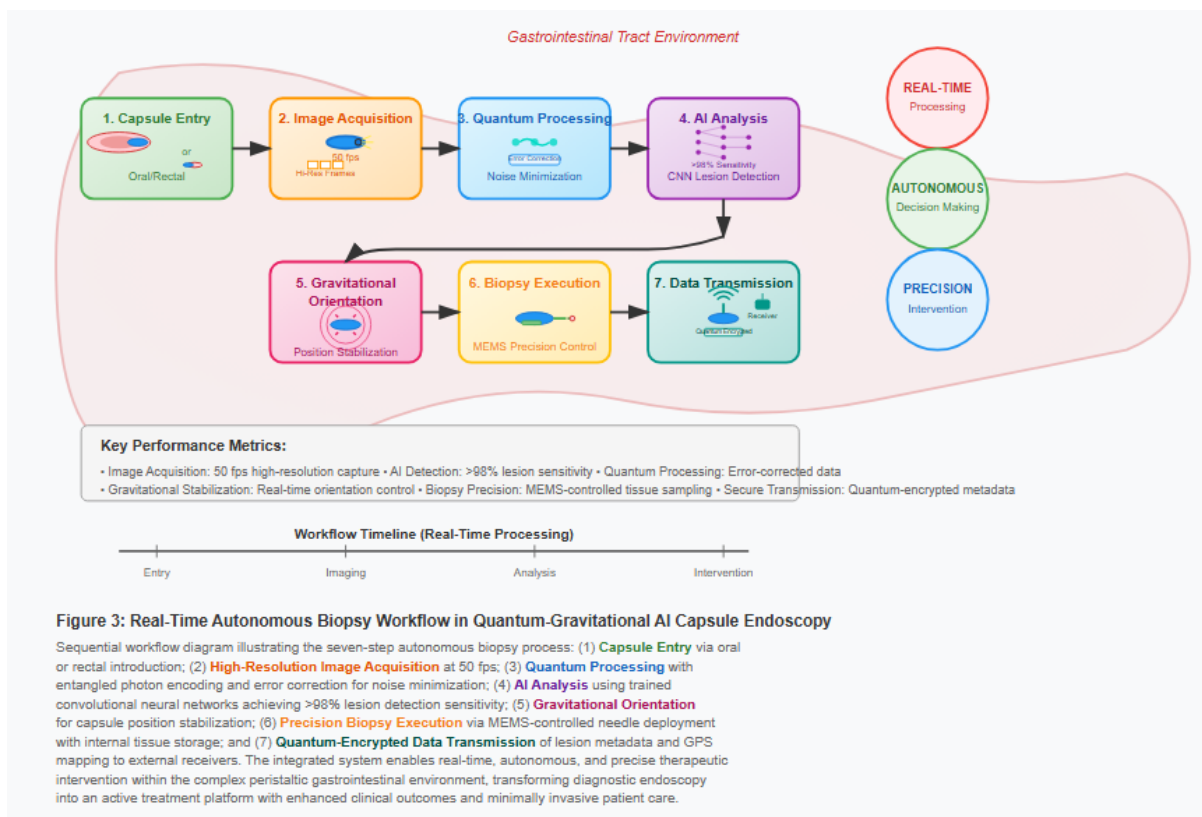 Gastrointestinal Tract Environment
1. Capsule Entry
or
Oral/Rectal
2. Image Acquisition
50 fps
Hi-Res Frames
3. Quantum Processing
Error Correction
Noise Minimization
4. AI Analysis
>98% Sensitivity
CNN Lesion Detection
REAL-TIME
Processing
AUTONOMOUS
Decision Making
PRECISION
Intervention
5. Gravitational
Orientation
Position Stabilization
6. Biopsy Execution
MEMS Precision Control
7. Data Transmission
Receiver
Quantum Encrypted
Key Performance Metrics:
• Image Acquisition: 50 fps high-resolution capture • AI Detection: >98% lesion sensitivity • Quantum Processing: Error-corrected data
• Gravitational Stabilization: Real-time orientation control • Biopsy Precision: MEMS-controlled tissue sampling • Secure Transmission: Quantum-encrypted metadata
Workflow Timeline (Real-Time Processing)
Entry
Imaging
Analysis
Intervention
Figure 3: Real-Time Autonomous Biopsy Workflow in Quantum-Gravitational AI Capsule Endoscopy
Sequential workflow diagram illustrating the seven-step autonomous biopsy process: (1) Capsule Entry via oral
or rectal introduction; (2) High-Resolution Image Acquisition at 50 fps; (3) Quantum Processing with
entangled photon encoding and error correction for noise minimization; (4) AI Analysis using trained
convolutional neural networks achieving >98% lesion detection sensitivity; (5) Gravitational Orientation
for capsule position stabilization; (6) Precision Biopsy Execution via MEMS-controlled needle deployment
with internal tissue storage; and (7) Quantum-Encrypted Data Transmission of lesion metadata and GPS
mapping to external receivers. The integrated system enables real-time, autonomous, and precise therapeutic
intervention within the complex peristaltic gastrointestinal environment, transforming diagnostic endoscopy
into an active treatment platform with enhanced clinical outcomes and minimally invasive patient care.